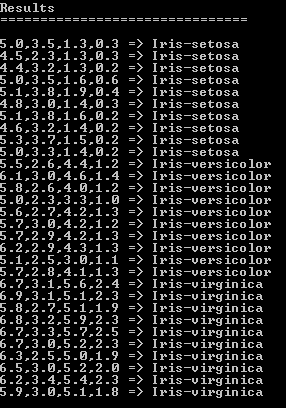 Results
==============================
5.0,3.5,1.3,0.3 => Iris-setosa
4.5,2.3,1.3,0.3 => Iris-setosa
4.4,3.2,1.3,0.2 => Iris-setosa
5.0,3.5,1.6,0.6 => Iris-setosa
5.1,3.8,1.9,0.4 => Iris-setosa
4.8,3.0,1.4,0.3 => Iris-setosa
5.1,3.8,1.6,0.2 => Iris-setosa
4.6,3.2,1.4,0.2 => Iris-setosa
5.3,3.7,1.5,0.2 => Iris-setosa
5.0,3.3,1.4,0.2 => Iris-setosa
5.5,2.6,4.4,1.2 => Iris-versicolor
6.1,3.0,4.6,1.4 => Iris-versicolor
5.8,2.6,4.0,1.2 => Iris-versicolor
5.0,2.3,3.3,1.0 => Iris-versicolor
5.6,2.7,4.2,1.3 => Iris-versicolor
5.7,3.0,4.2,1.2 => Iris-versicolor
5.7,2.9,4.2,1.3 => Iris-versicolor
6.2,2.9,4.3,1.3 => Iris-versicolor
5.1,2.5,3.0,1.1 => Iris-versicolor
5.7,2.8,4.1,1.3 => Iris-versicolor
6.7,3.1,5.6,2.4 => Iris-virginica
6.9,3.1,5.1,2.3 => Iris-virginica
5.8,2.7,5.1,1.9 => Iris-virginica
6.8,3.2,5.9,2.3 => Iris-virginica
6.7,3.3,5.7,2.5 => Iris-virginica
6.7,3.0,5.2,2.3 => Iris-virginica
6.3,2.5,5.0,1.9 => Iris-virginica
6.5,3.0,5.2,2.0 => Iris-virginica
6.2,3.4,5.4,2.3 => Iris-virginica
5.9,3.0,5.1,1.8 => Iris-virginica